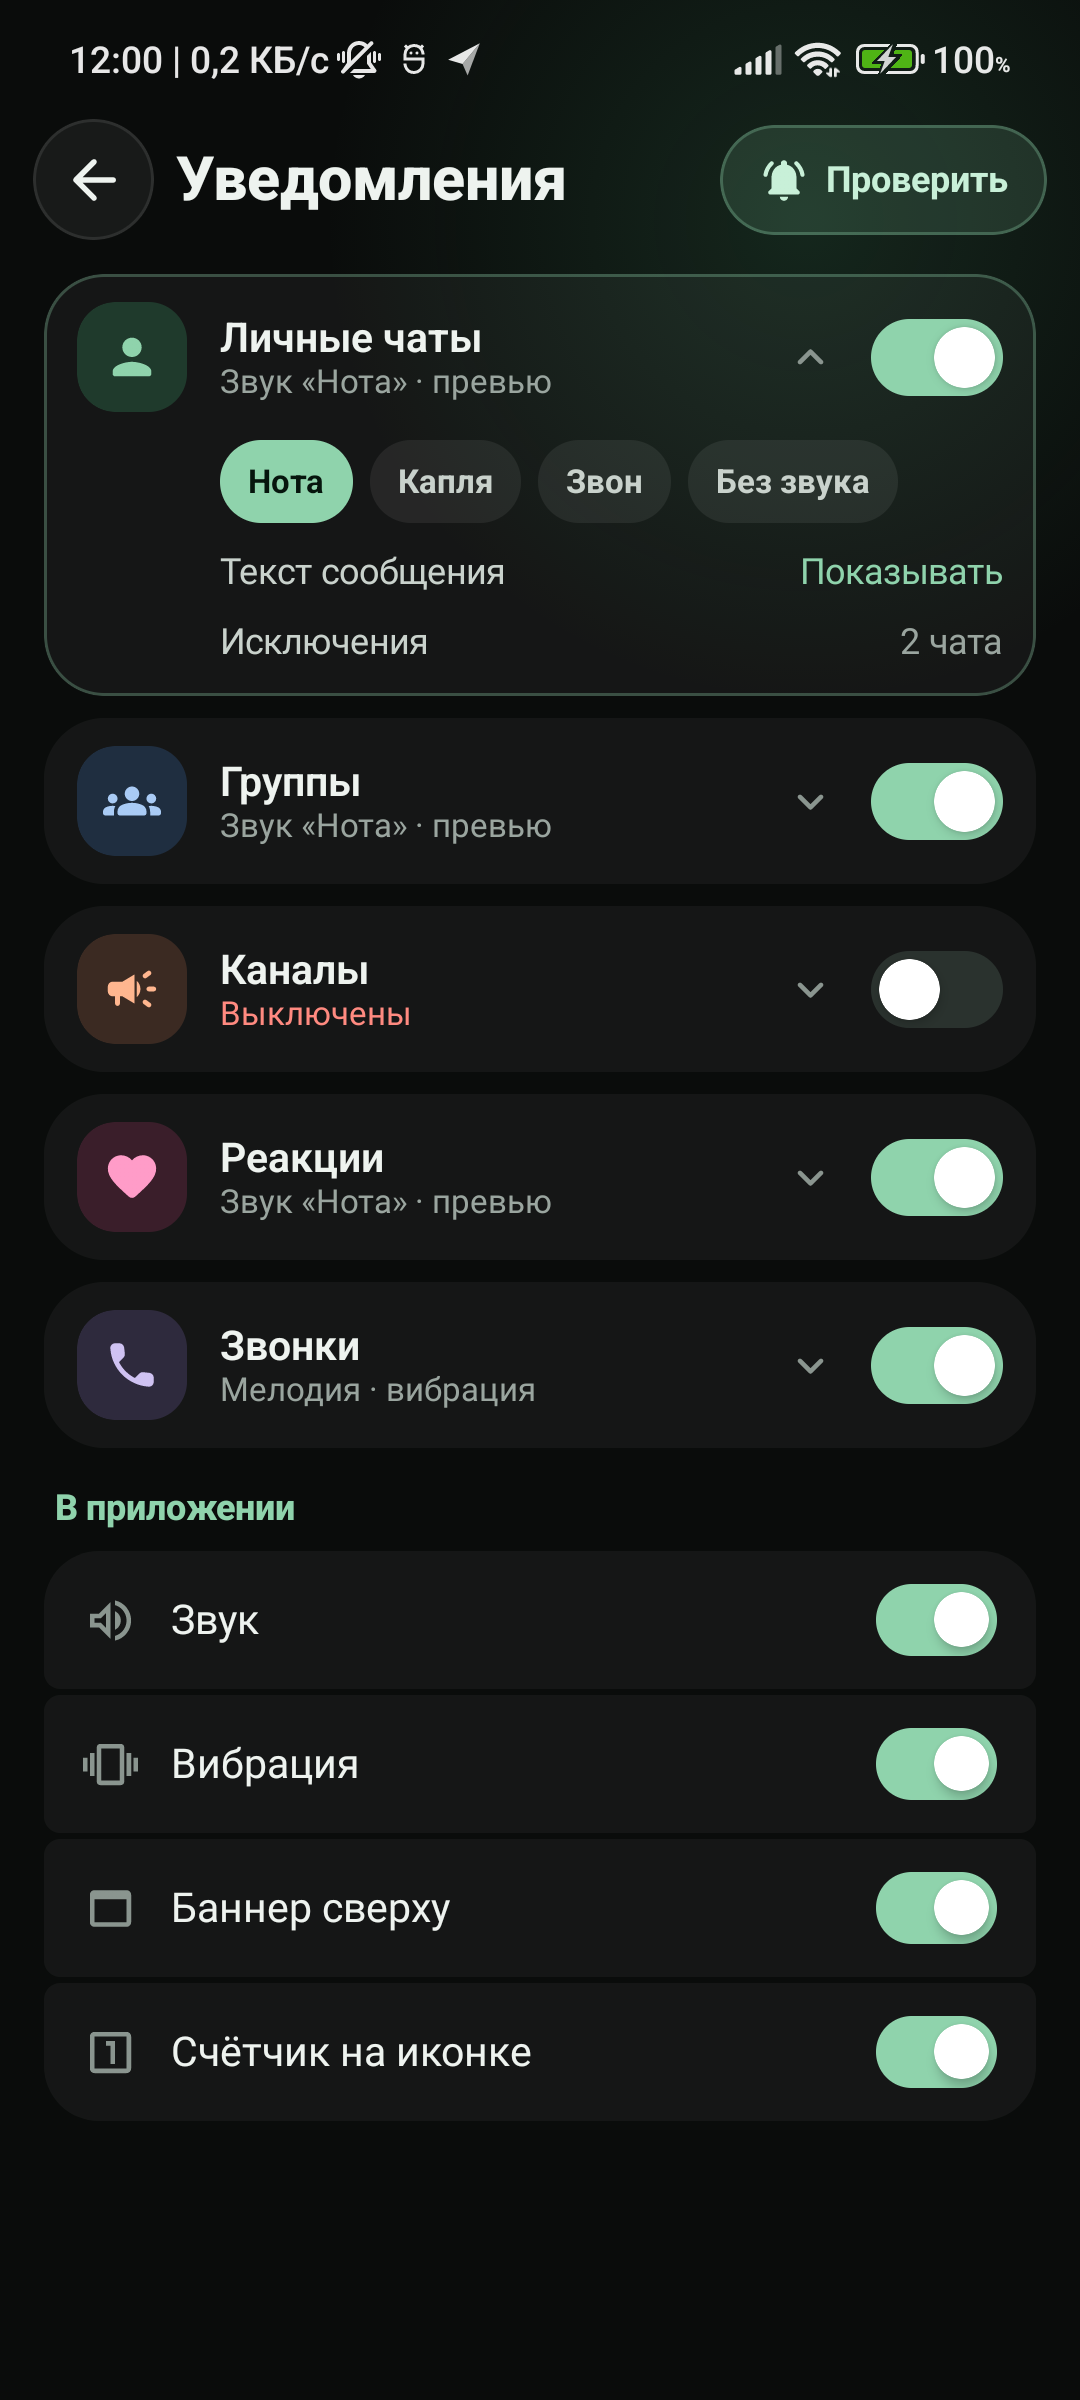 12:00 | 0,2 КБ/с 100%
Уведомления
Проверить
Личные чаты
Звук «Нота» · превью
Нота Капля Звон Без звука
Текст сообщения Показывать
Исключения 2 чата
Группы
Звук «Нота» · превью
Каналы
Выключены
Реакции
Звук «Нота» · превью
Звонки
Мелодия · вибрация
В приложении
Звук
Вибрация
Баннер сверху
1 Счётчик на иконке